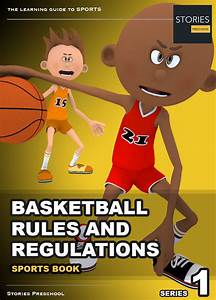 THE LEARNING GUIDE TO SPORTS
STORIES
PRESCHOOL
15
21
BASKETBALL
RULES AND
REGULATIONS
SPORTS BOOK
Stories Preschool
SERIES 1